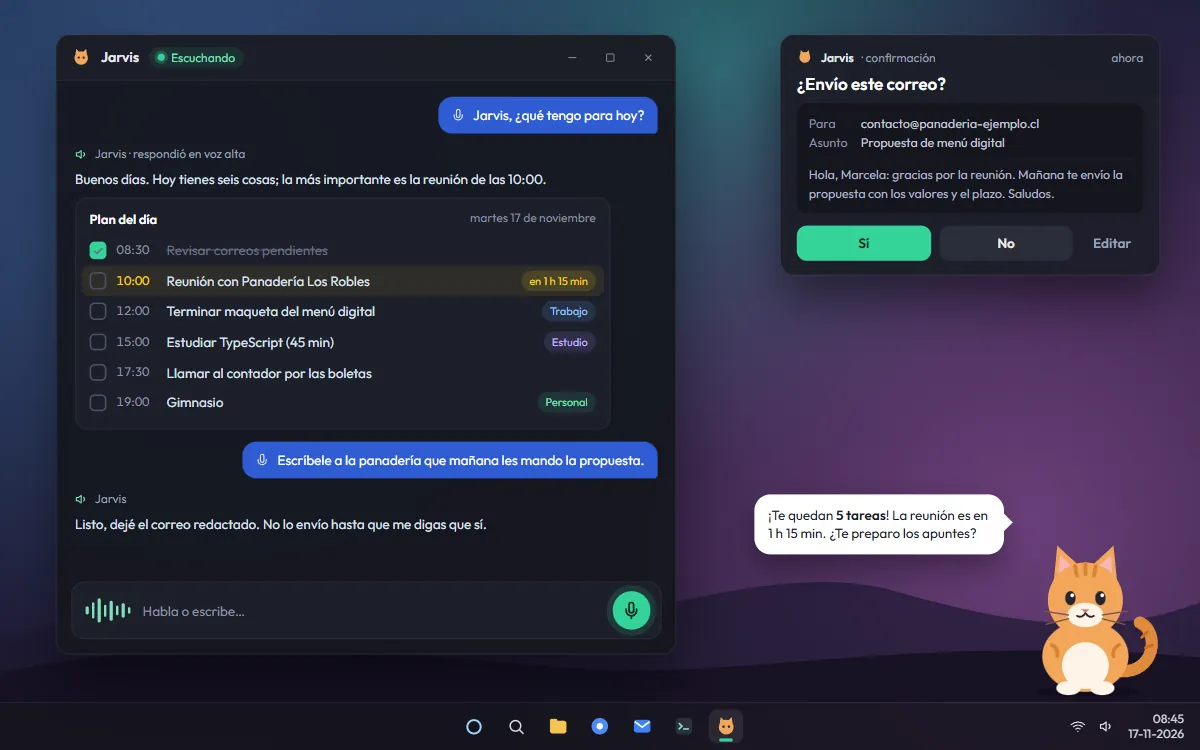 Jarvis
Escuchando
Jarvis, ¿qué tengo para hoy?
Jarvis · respondió en voz alta
Buenos días. Hoy tienes seis cosas; la más importante es la reunión de las 10:00.
Plan del día martes 17 de noviembre
08:30 Revisar correos pendientes
10:00 Reunión con Panadería Los Robles en 1 h 15 min
12:00 Terminar maqueta del menú digital Trabajo
15:00 Estudiar TypeScript (45 min) Estudio
17:30 Llamar al contador por las boletas
19:00 Gimnasio Personal
Escríbele a la panadería que mañana les mando la propuesta.
Jarvis
Listo, dejé el correo redactado. No lo envío hasta que me digas que sí.
Habla o escribe...
Jarvis · confirmación ahora
¿Envío este correo?
Para contacto@panaderia-ejemplo.cl
Asunto Propuesta de menú digital
Hola, Marcela: gracias por la reunión. Mañana te envío la
propuesta con los valores y el plazo. Saludos.
Sí No Editar
¡Te quedan 5 tareas! La reunión es en
1 h 15 min. ¿Te preparo los apuntes?
08:45
17-11-2026